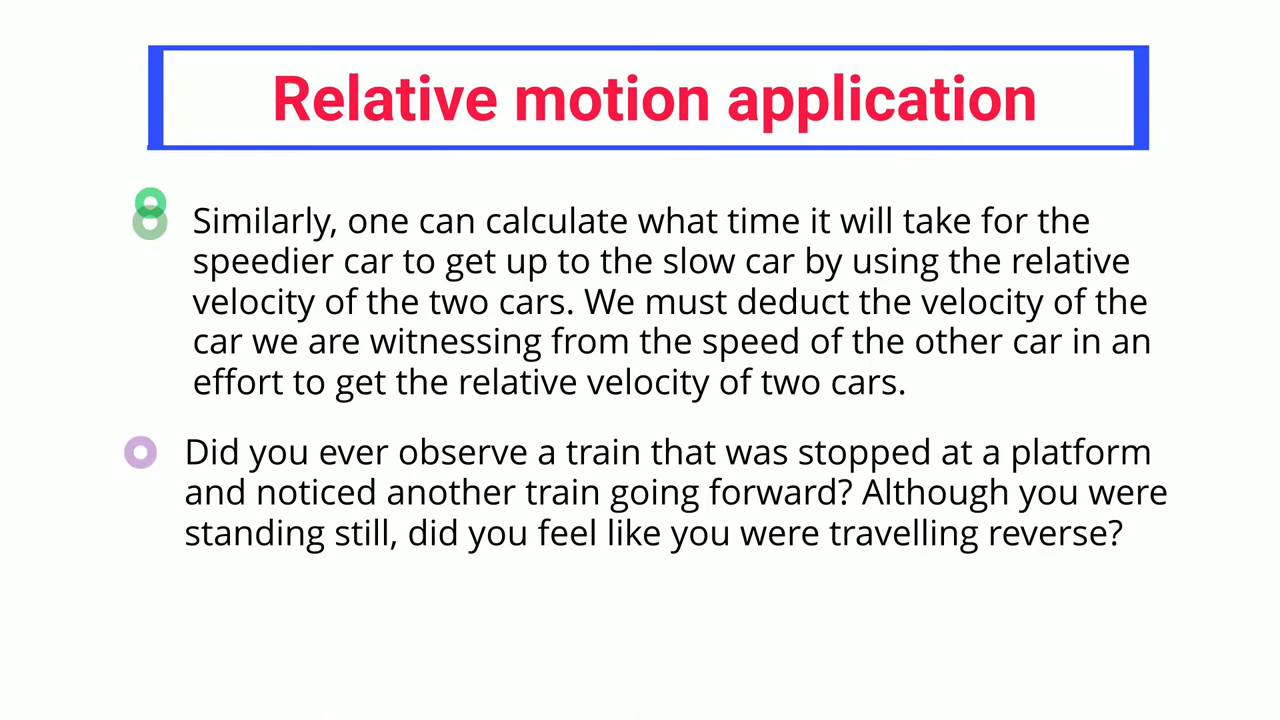 Relative motion application
Similarly, one can calculate what time it will take for the
speedier car to get up to the slow car by using the relative
velocity of the two cars. We must deduct the velocity of the
car we are witnessing from the speed of the other car in an
effort to get the relative velocity of two cars.
Did you ever observe a train that was stopped at a platform
and noticed another train going forward? Although you were
standing still, did you feel like you were travelling reverse?